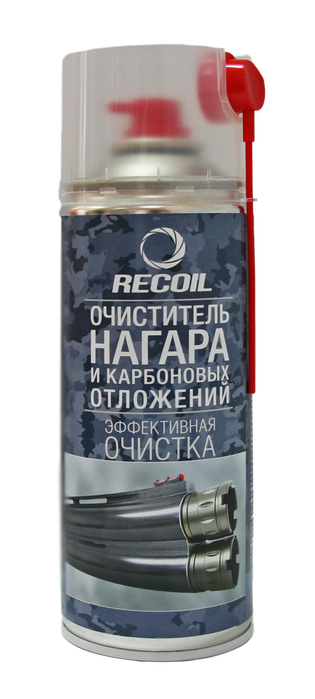 RECOIL
ОЧИСТИТЕЛЬ
НАГАРА
И КАРБОНОВЫХ
ОТЛОЖЕНИЙ
ЭФФЕКТИВНАЯ
ОЧИСТКА